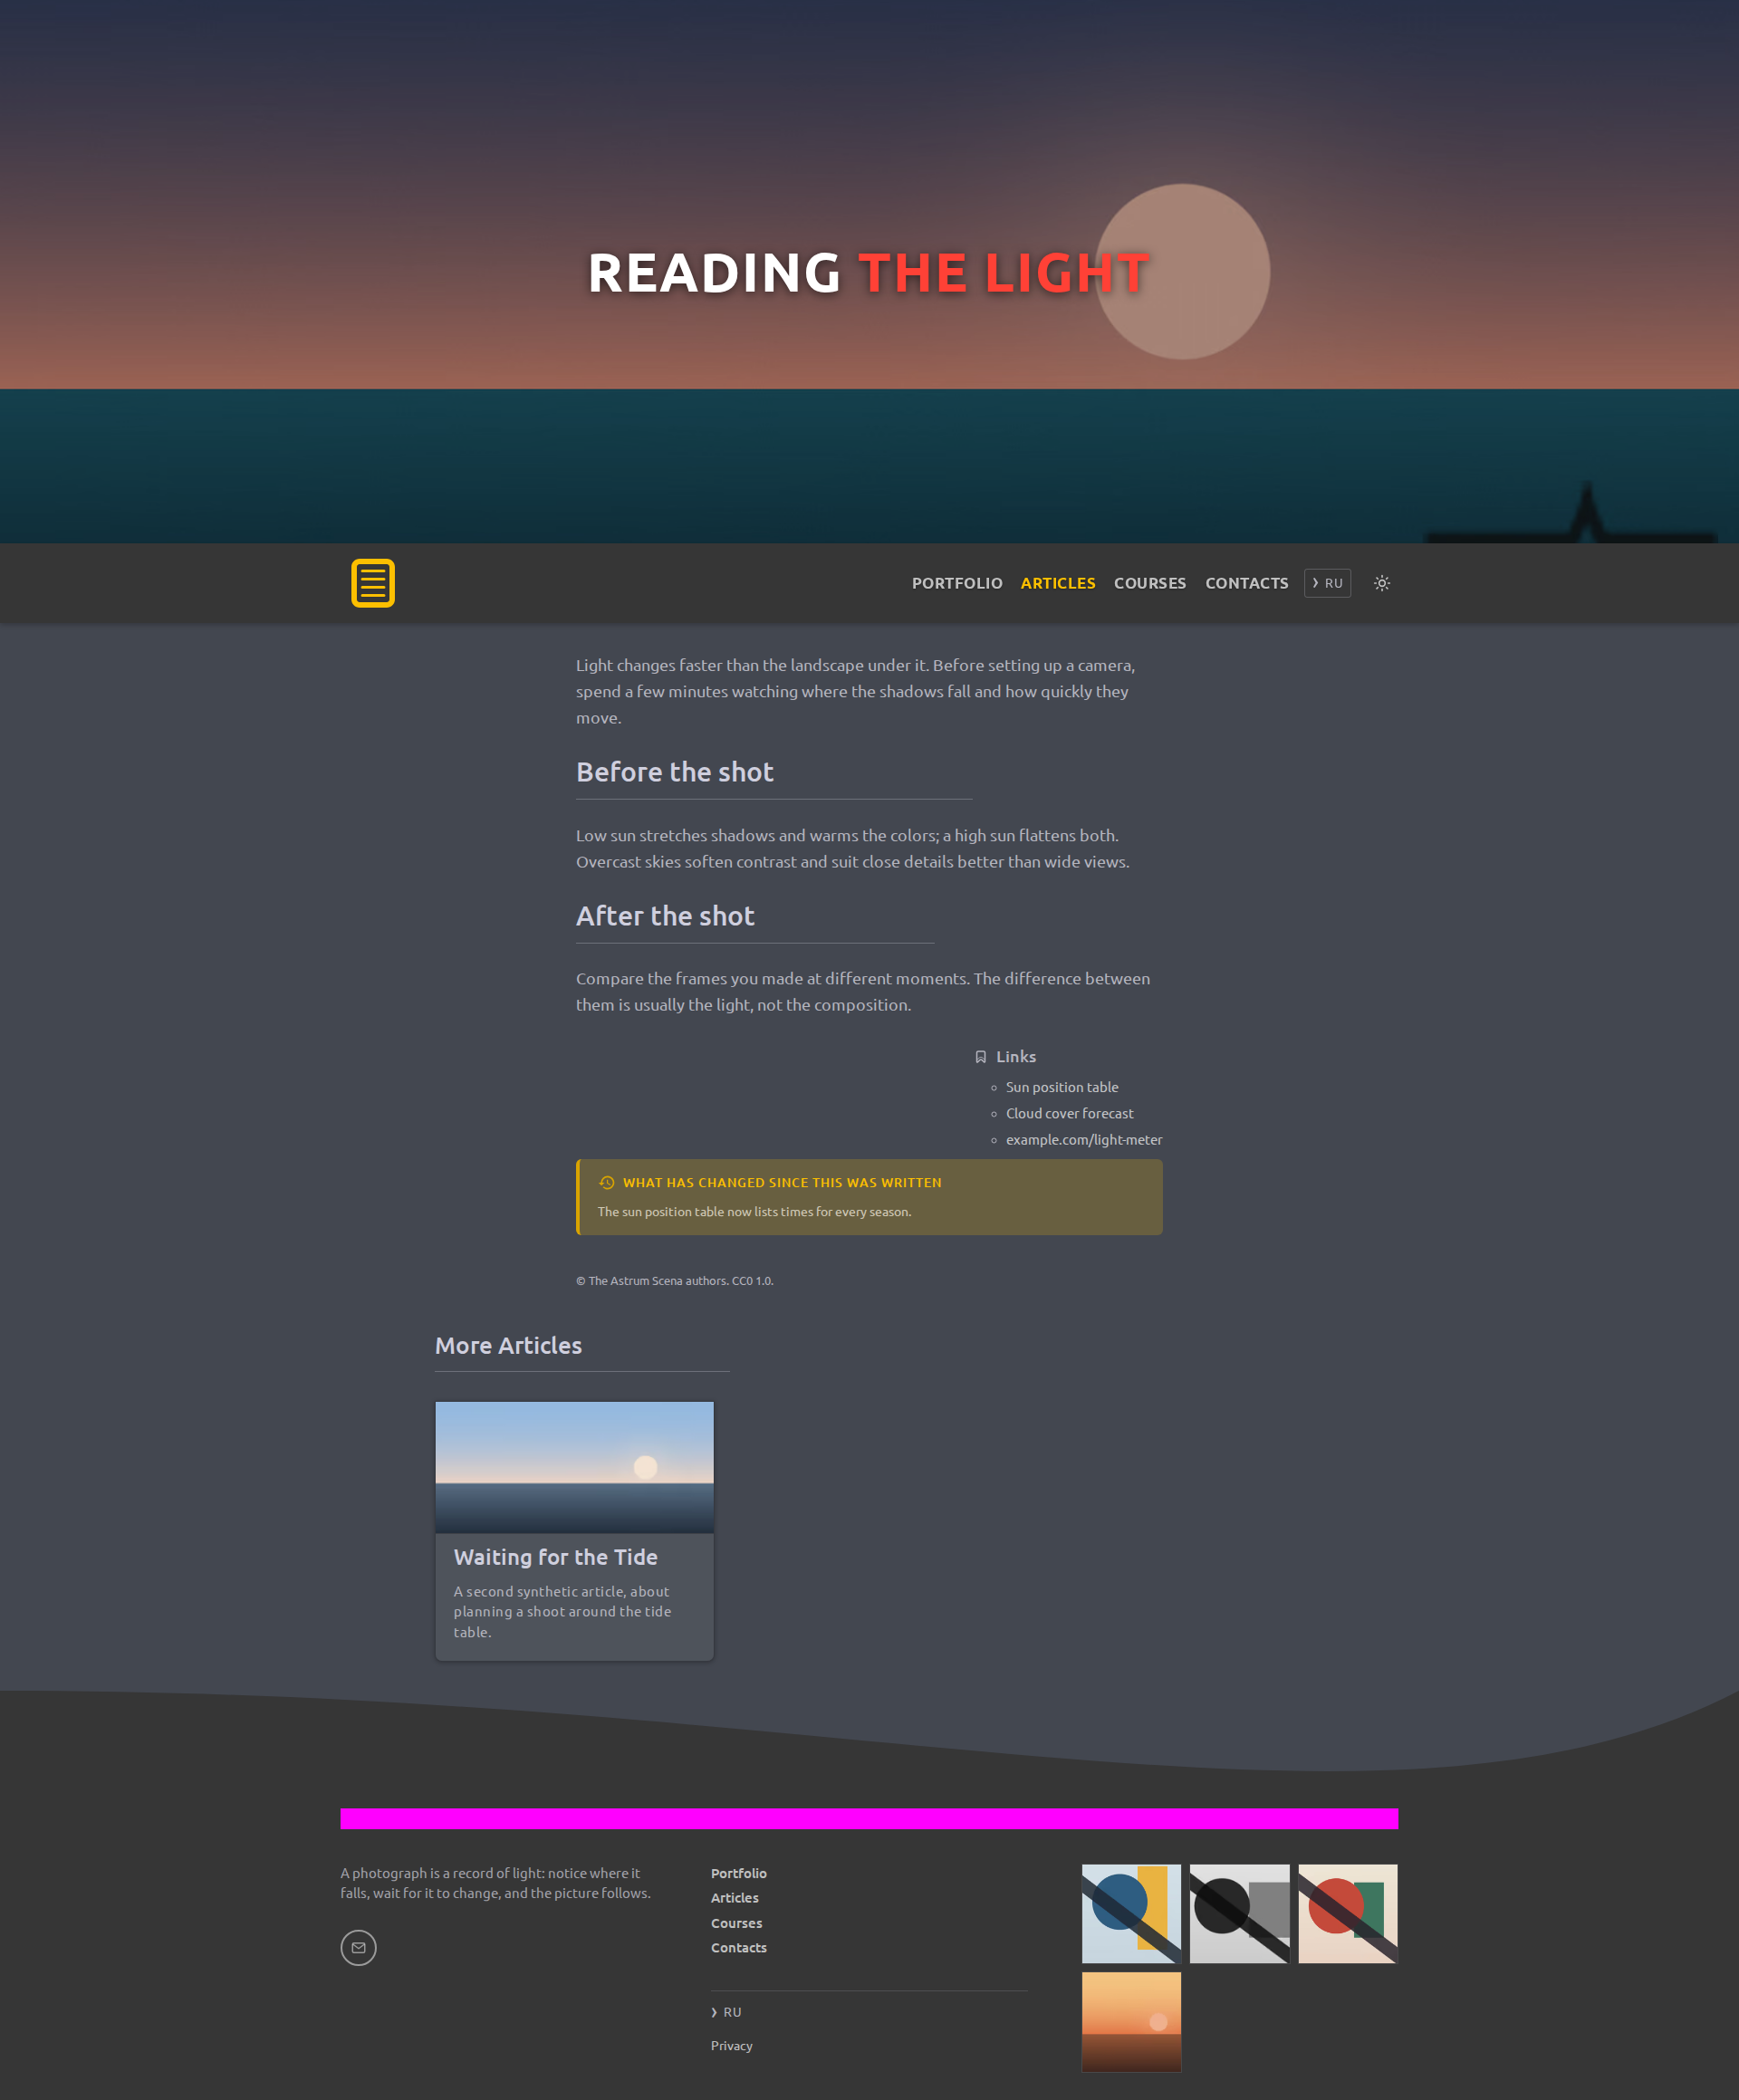 READING THE LIGHT
PORTFOLIO ARTICLES COURSES CONTACTS RU
Light changes faster than the landscape under it. Before setting up a camera,
spend a few minutes watching where the shadows fall and how quickly they
move.
Before the shot
Low sun stretches shadows and warms the colors; a high sun flattens both.
Overcast skies soften contrast and suit close details better than wide views.
After the shot
Compare the frames you made at different moments. The difference between
them is usually the light, not the composition.
Links
Sun position table
Cloud cover forecast
example.com/light-meter
WHAT HAS CHANGED SINCE THIS WAS WRITTEN
The sun position table now lists times for every season.
© The Astrum Scena authors. CC0 1.0.
More Articles
Waiting for the Tide
A second synthetic article, about
planning a shoot around the tide
table.
A photograph is a record of light: notice where it
falls, wait for it to change, and the picture follows.
Portfolio
Articles
Courses
Contacts
RU
Privacy